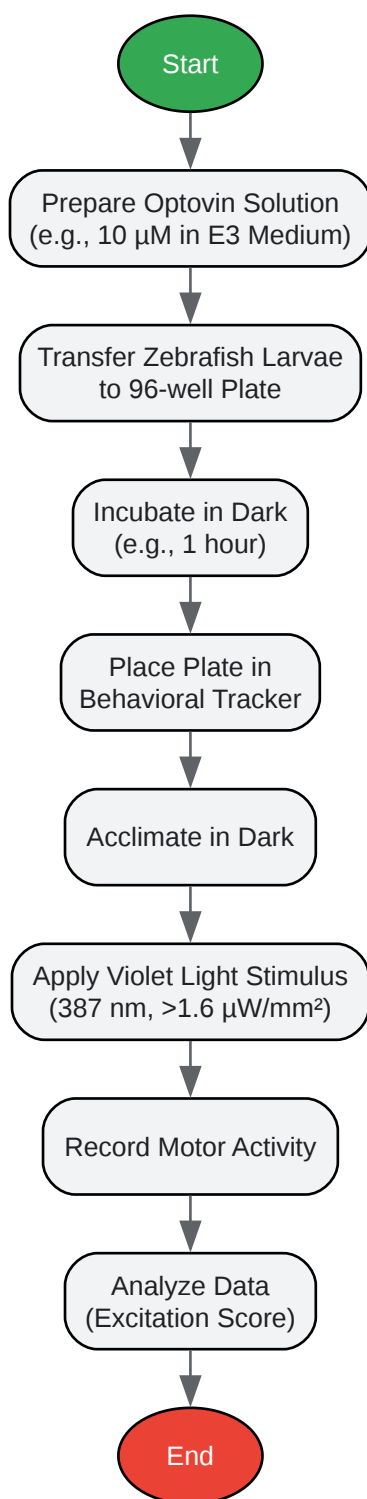 Start
Prepare Optovin Solution
(e.g., 10 µM in E3 Medium)
Transfer Zebrafish Larvae
to 96-well Plate
Incubate in Dark
(e.g., 1 hour)
Place Plate in
Behavioral Tracker
Acclimate in Dark
Apply Violet Light Stimulus
(387 nm, >1.6 µW/mm²)
Record Motor Activity
Analyze Data
(Excitation Score)
End